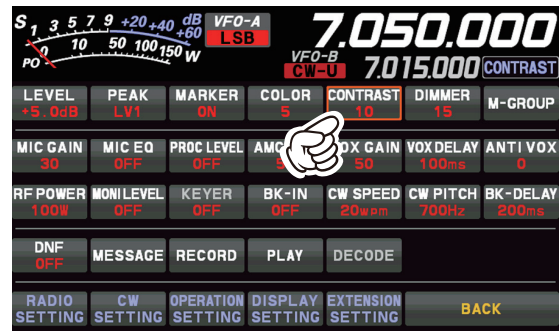 S 1 3 5 7 9 +20 +40 +60 dB
PO 0 10 50 100 150 W
VFO-A
LSB
7.050.000
VFO-B
CW-U
7.015.000
CONTRAST
LEVEL PEAK MARKER COLOR CONTRAST DIMMER M-GROUP
+5.0dB LV1 ON 5 10 15
MIC GAIN MIC EQ PROC LEVEL VOX DELAY ANTI VOX
30 OFF OFF 50 100ms 0
RF POWER MONI LEVEL KEYER BK-IN CW SPEED CW PITCH BK-DELAY
100W OFF OFF OFF 20wpm 700Hz 200ms
DNF MESSAGE RECORD PLAY DECODE
OFF
RADIO CW OPERATION DISPLAY EXTENSION BACK
SETTING SETTING SETTING SETTING SETTING